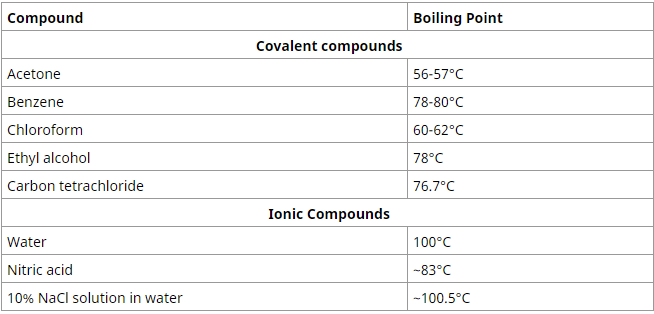 Compound Boiling Point
Covalent compounds
Acetone 56-57°C
Benzene 78-80°C
Chloroform 60-62°C
Ethyl alcohol 78°C
Carbon tetrachloride 76.7°C
Ionic Compounds
Water 100°C
Nitric acid ~83°C
10% NaCl solution in water ~100.5°C